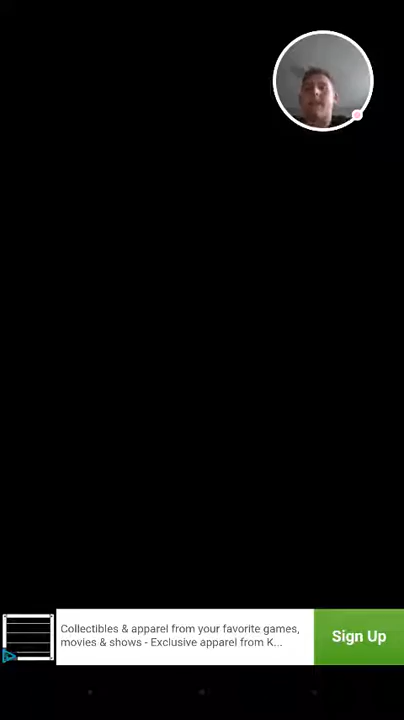 Collectibles & apparel from your favorite games,
movies & shows - Exclusive apparel from K...
Sign Up